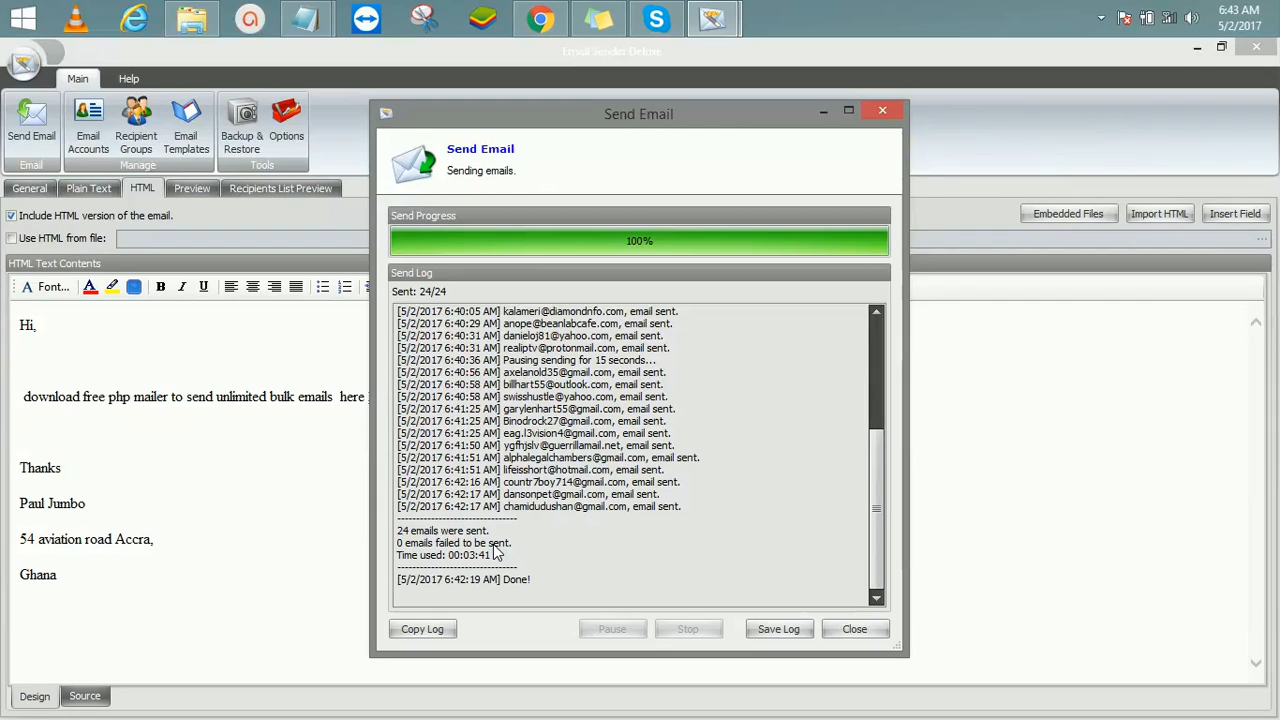 6:43 AM
5/2/2017
Email Sender Deluxe
Main
Help
Send Email
Email Accounts
Recipient Groups
Email Templates
Backup & Restore
Options
Email
Manage
Tools
General
Plain Text
HTML
Preview
Recipients List Preview
Include HTML version of the email.
Embedded Files
Import HTML
Insert Field
Use HTML from file:
HTML Text Contents
Font...
B
I
U
Hi,
download free php mailer to send unlimited bulk emails here
Thanks
Paul Jumbo
54 aviation road Accra,
Ghana
Design
Source
Send Email
Send Email
Sending emails.
Send Progress
100%
Send Log
Sent: 24/24
[5/2/2017 6:40:05 AM] kalameri@diamondnfo.com, email sent.
[5/2/2017 6:40:29 AM] anope@beanlabcafe.com, email sent.
[5/2/2017 6:40:31 AM] danieloj81@yahoo.com, email sent.
[5/2/2017 6:40:31 AM] realiptv@protonmail.com, email sent.
[5/2/2017 6:40:36 AM] Pausing sending for 15 seconds...
[5/2/2017 6:40:56 AM] axelanold35@gmail.com, email sent.
[5/2/2017 6:40:58 AM] billhart55@outlook.com, email sent.
[5/2/2017 6:40:58 AM] swisshustle@yahoo.com, email sent.
[5/2/2017 6:41:25 AM] garylenhart55@gmail.com, email sent.
[5/2/2017 6:41:25 AM] Binodrock27@gmail.com, email sent.
[5/2/2017 6:41:25 AM] eag.l3vision4@gmail.com, email sent.
[5/2/2017 6:41:50 AM] ygfhjslv@guerrillamail.net, email sent.
[5/2/2017 6:41:51 AM] alphalegalchambers@gmail.com, email sent.
[5/2/2017 6:41:51 AM] lifeisshort@hotmail.com, email sent.
[5/2/2017 6:42:16 AM] countr7boy714@gmail.com, email sent.
[5/2/2017 6:42:17 AM] dansonpet@gmail.com, email sent.
[5/2/2017 6:42:17 AM] chamidudushan@gmail.com, email sent.
--------------------------------
24 emails were sent.
0 emails failed to be sent.
Time used: 00:03:41
--------------------------------
[5/2/2017 6:42:19 AM] Done!
Copy Log
Pause
Stop
Save Log
Close